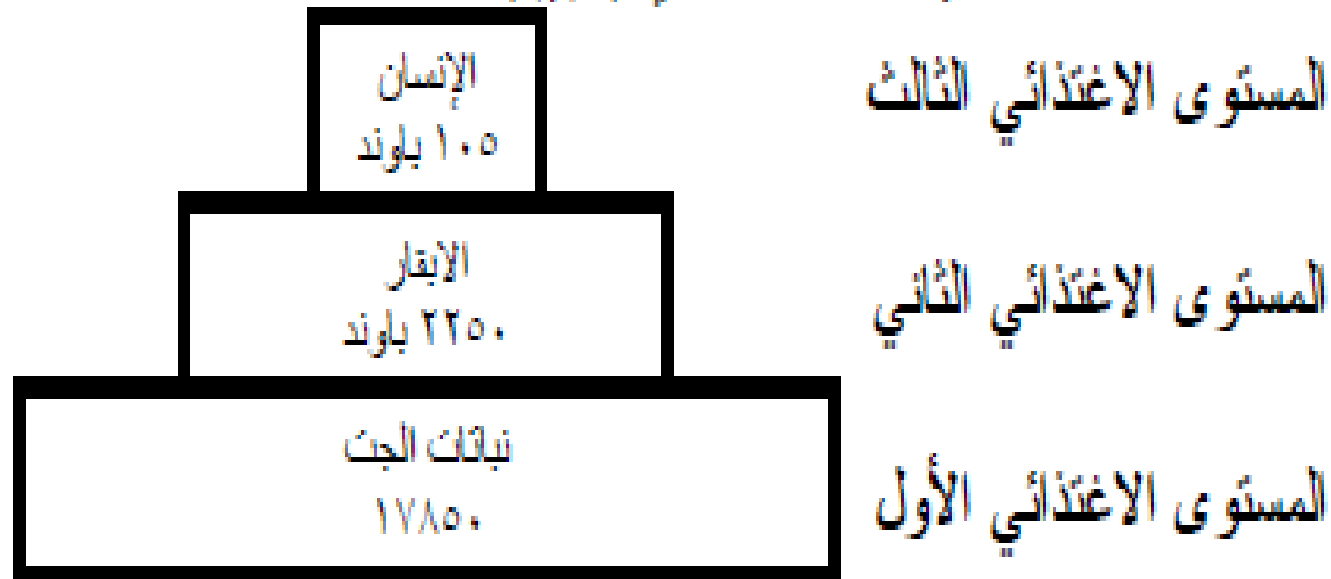 الإنسان
١٠٥ باوند
المستوى الاغتذائي الثالث
الابقار
٢٢٥٠ باوند
المستوى الاغتذائي الثاني
نباتات الجت
١٧٨٥٠
المستوى الاغتذائي الأول